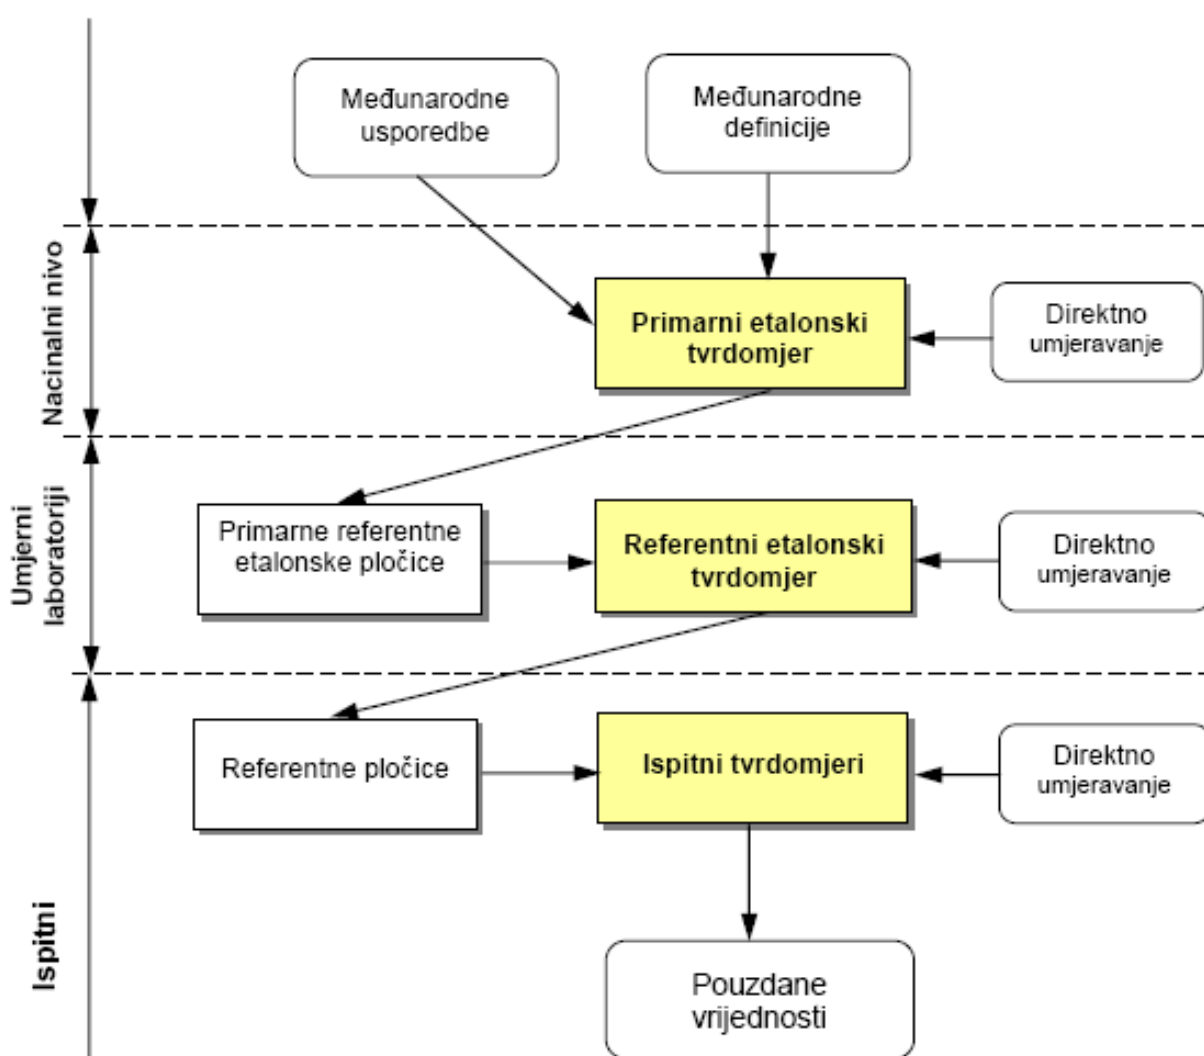 Međunarodne
usporedbe
Međunarodne
definicije
Nacinalni nivo
Primarni etalonski
tvrdomjer
Direktno
umjeravanje
Umjerni
laboratoriji
Primarne referentne
etalonske pločice
Referentni etalonski
tvrdomjer
Direktno
umjeravanje
Ispitni
Referentne pločice
Ispitni tvrdomjeri
Direktno
umjeravanje
Pouzdane
vrijednosti